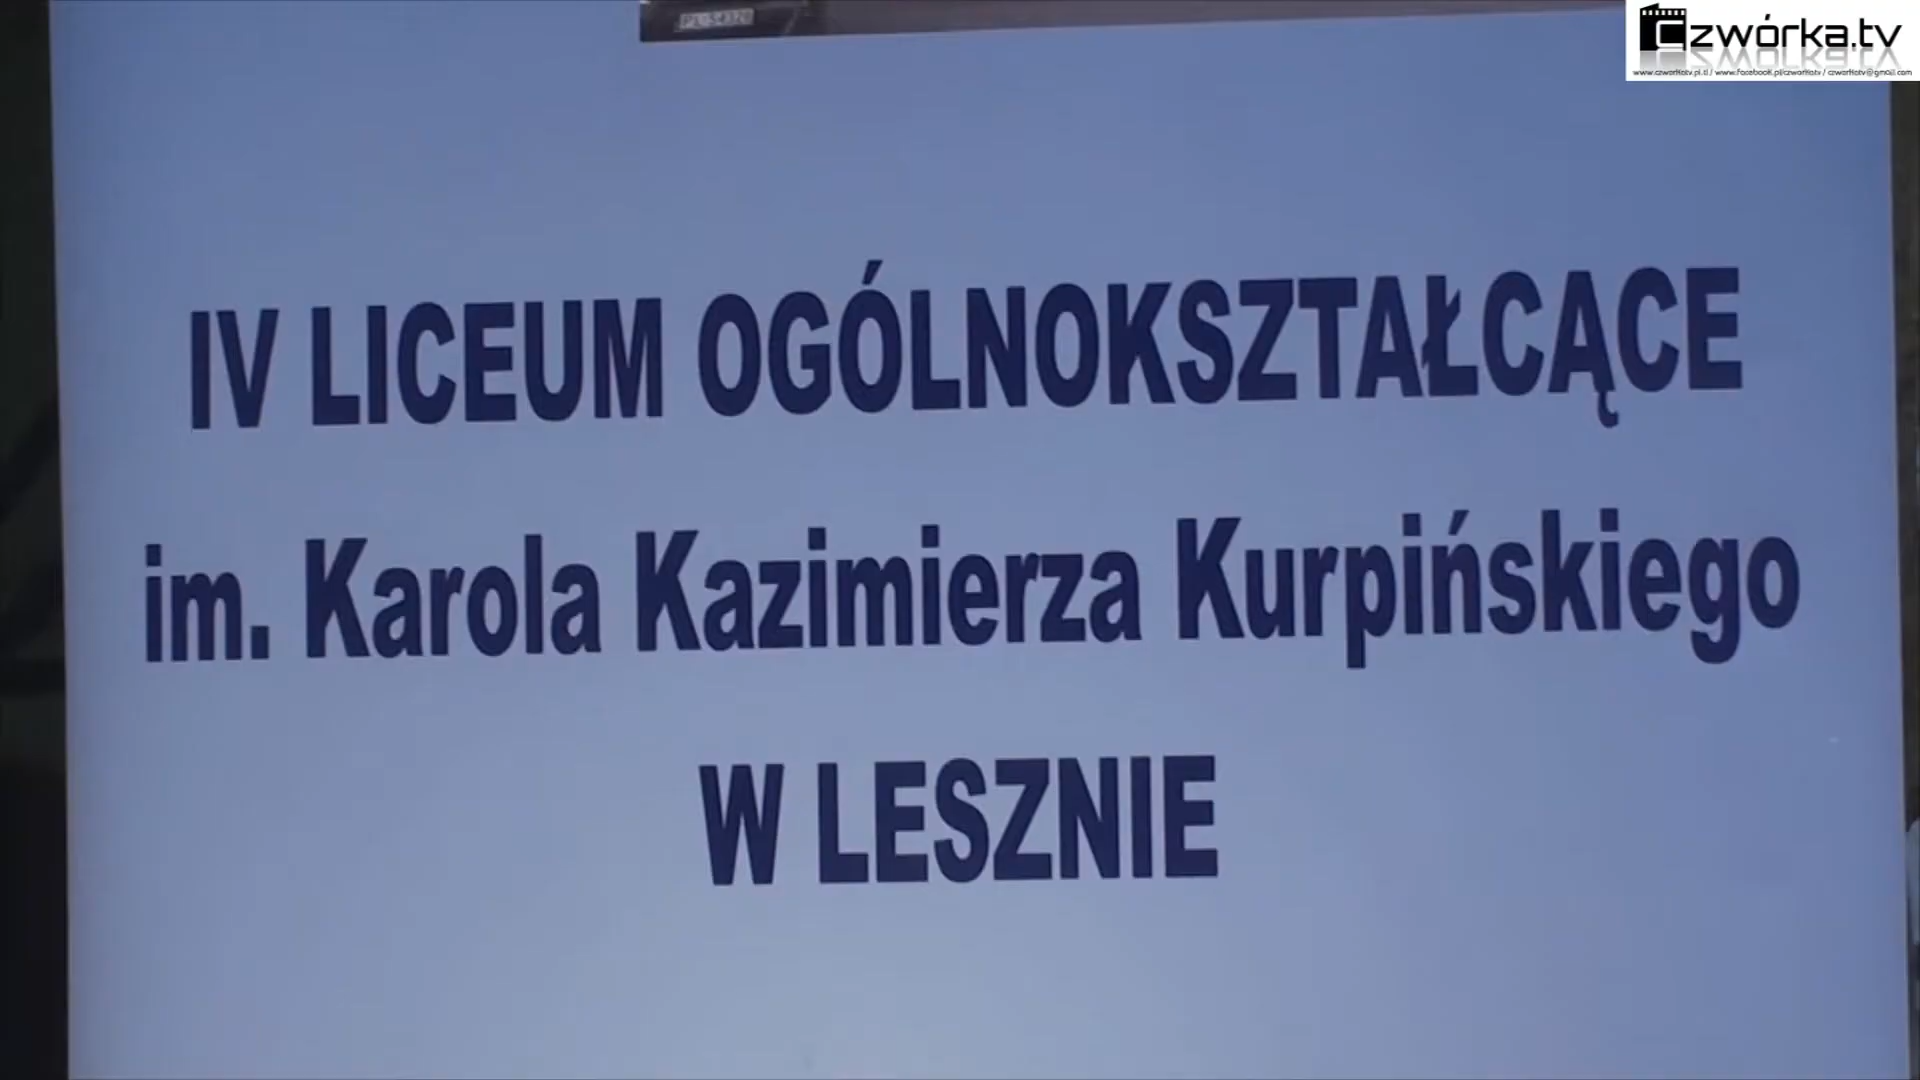 czwórka.tv
IV LICEUM OGÓLNOKSZTAŁCĄCE
im. Karola Kazimierza Kurpińskiego
W LESZNIE